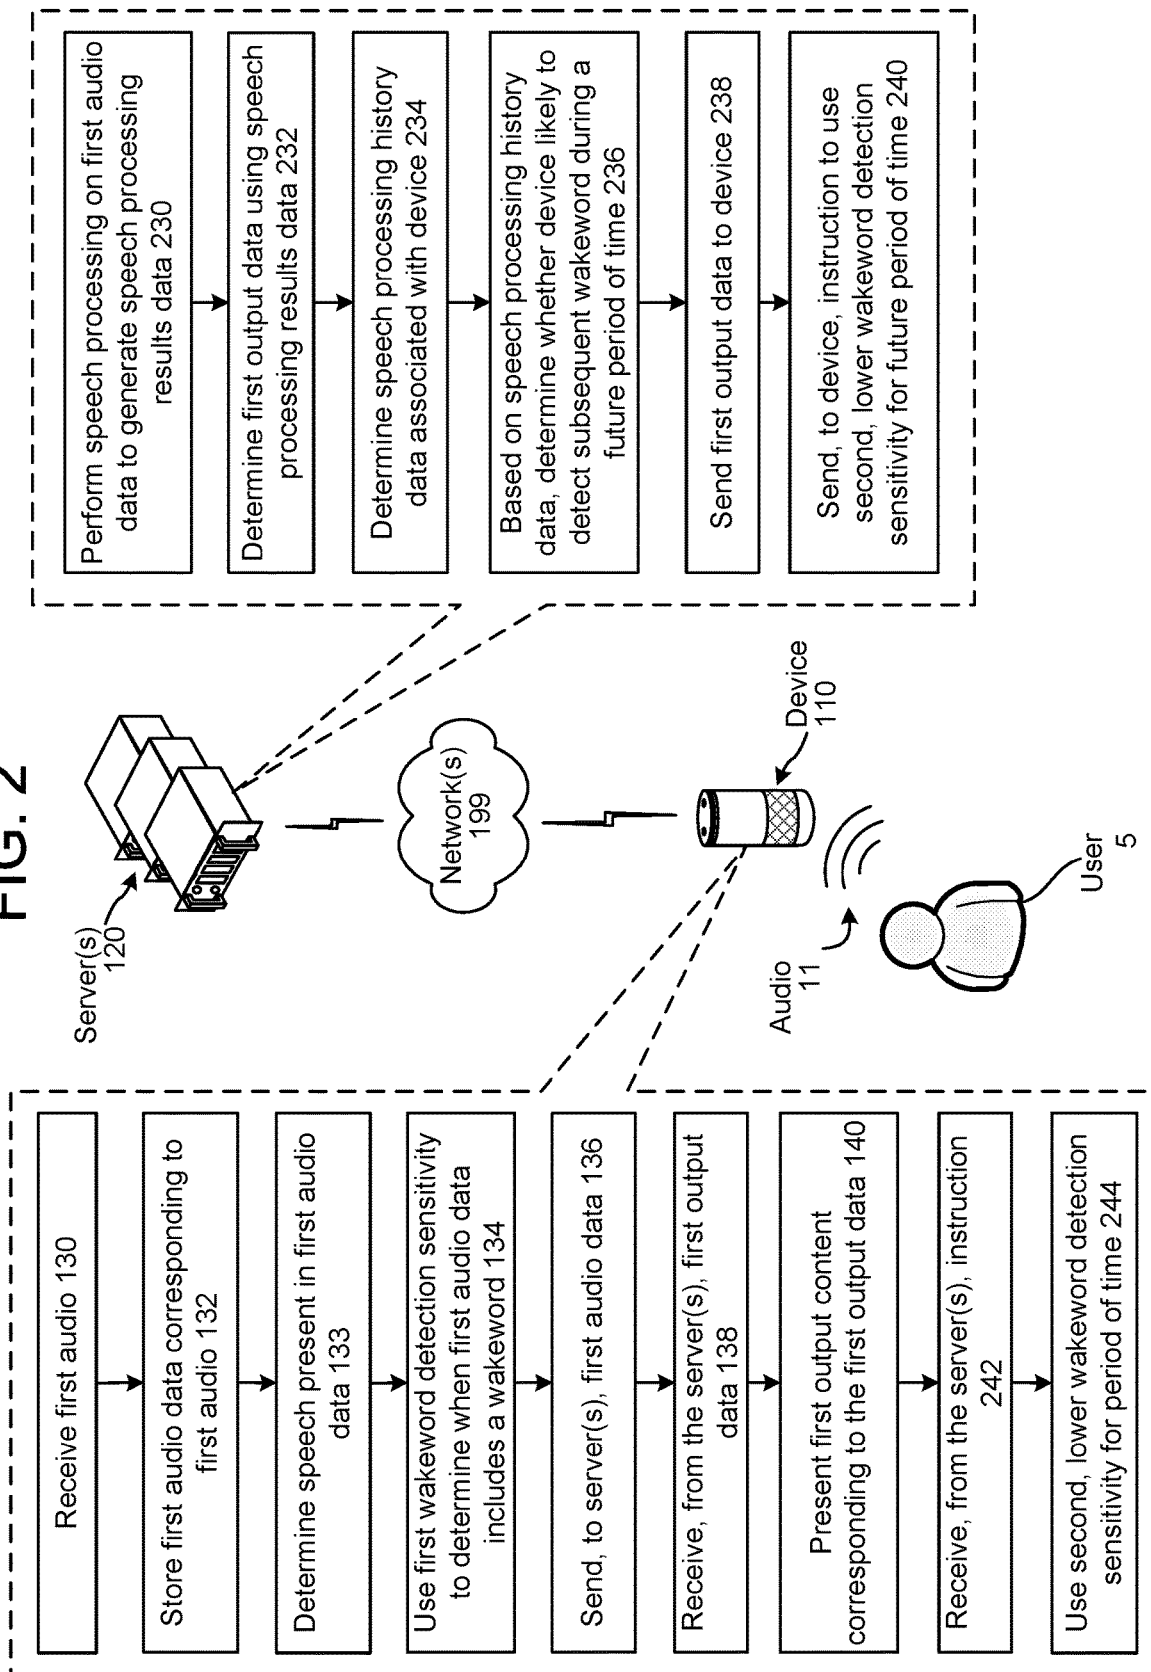 FIG. 2
Server(s)
120
Network(s)
199
Device
110
Audio
11
User
5
Receive first audio 130
Store first audio data corresponding to
first audio 132
Determine speech present in first audio
data 133
Use first wakeword detection sensitivity
to determine when first audio data
includes a wakeword 134
Send, to server(s), first audio data 136
Receive, from the server(s), first output
data 138
Present first output content
corresponding to the first output data 140
Receive, from the server(s), instruction
242
Use second, lower wakeword detection
sensitivity for period of time 244
Perform speech processing on first audio
data to generate speech processing
results data 230
Determine first output data using speech
processing results data 232
Determine speech processing history
data associated with device 234
Based on speech processing history
data, determine whether device likely to
detect subsequent wakeword during a
future period of time 236
Send first output data to device 238
Send, to device, instruction to use
second, lower wakeword detection
sensitivity for future period of time 240